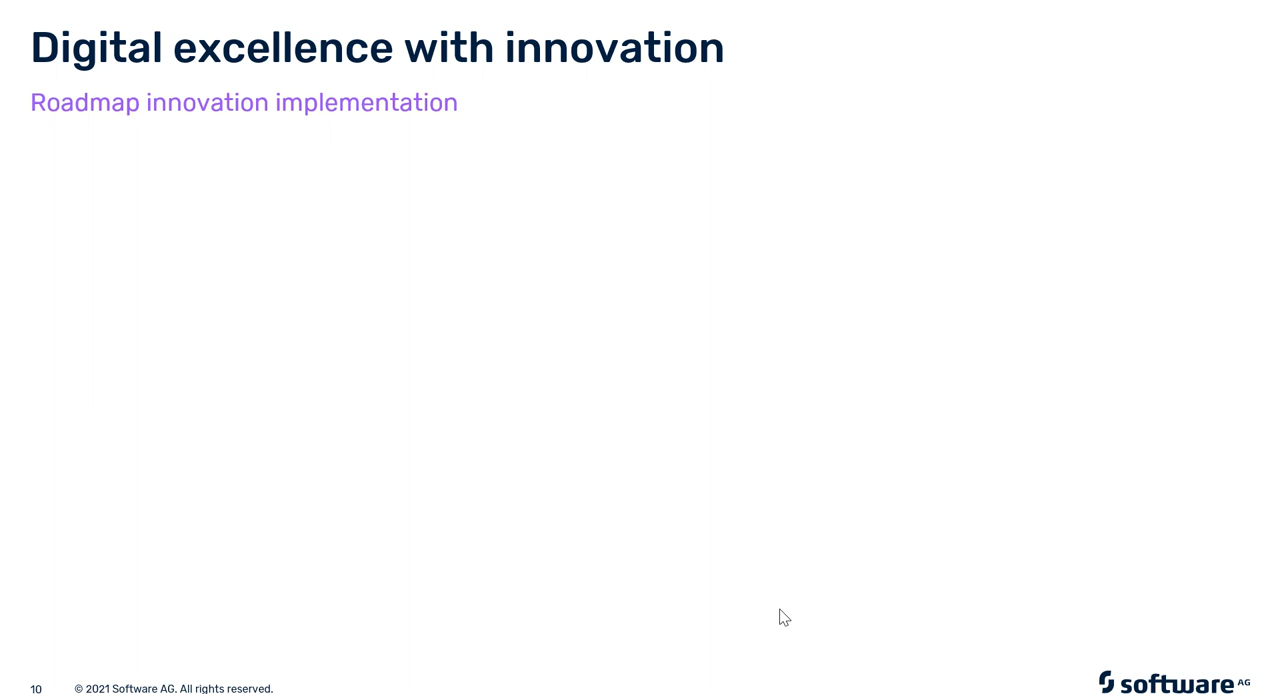 Digital excellence with innovation
Roadmap innovation implementation
10
© 2021 Software AG. All rights reserved.
software AG